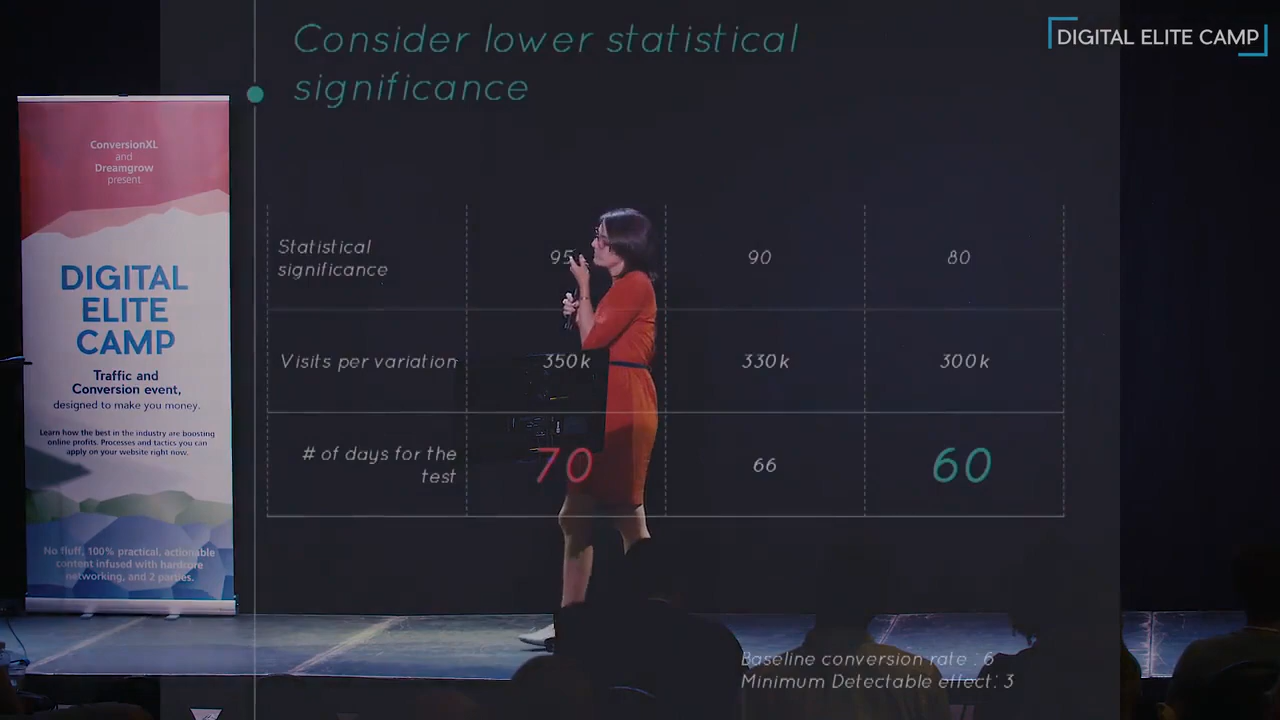 Consider lower statistical
significance
DIGITAL ELITE CAMP
ConversionXL
and
Dreamgrow
present
DIGITAL
ELITE
CAMP
Traffic and
Conversion event,
designed to make you money.
Learn how the best in the industry are boosting
online profits. Processes and tactics you can
apply on your website right now.
No fluff, 100% practical, actionable
content infused with hardcore
networking, and 2 parties.
Statistical
significance
95
90
80
Visits per variation
350k
330k
300k
# of days for the
test
70
66
60
Baseline conversion rate : 6
Minimum Detectable effect: 3